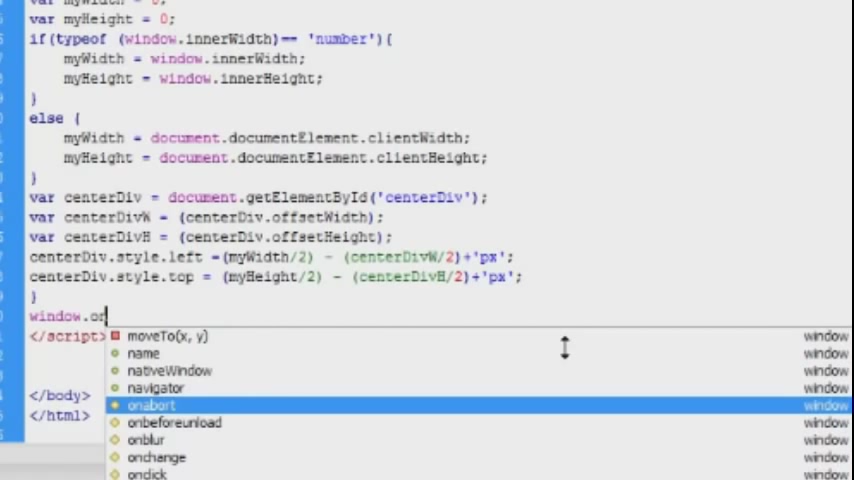 var myWidth = 0;
var myHeight = 0;
if(typeof (window.innerWidth)== 'number'){
myWidth = window.innerWidth;
myHeight = window.innerHeight;
}
else {
myWidth = document.documentElement.clientWidth;
myHeight = document.documentElement.clientHeight;
}
var centerDiv = document.getElementById('centerDiv');
var centerDivW = (centerDiv.offsetWidth);
var centerDivH = (centerDiv.offsetHeight);
centerDiv.style.left =(myWidth/2) - (centerDivW/2)+'px';
centerDiv.style.top = (myHeight/2) - (centerDivH/2)+'px';
}
window.on
</script>
moveTo(x, y) window
name window
nativeWindow window
navigator window
onabort window
onbeforeunload window
onblur window
onchange window
onclick window
</body>
</html>